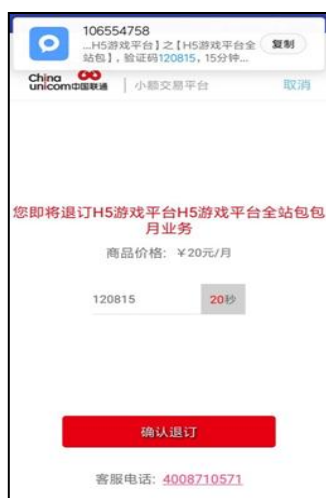 106554758
...H5游戏平台】之【H5游戏平台全
站包】,验证码120815,15分钟...
复制
China
unicom中国联通
小额交易平台
取消
您即将退订H5游戏平台H5游戏平台全站包包
月业务
商品价格: ￥20元/月
120815
20秒
确认退订
客服电话: 4008710571